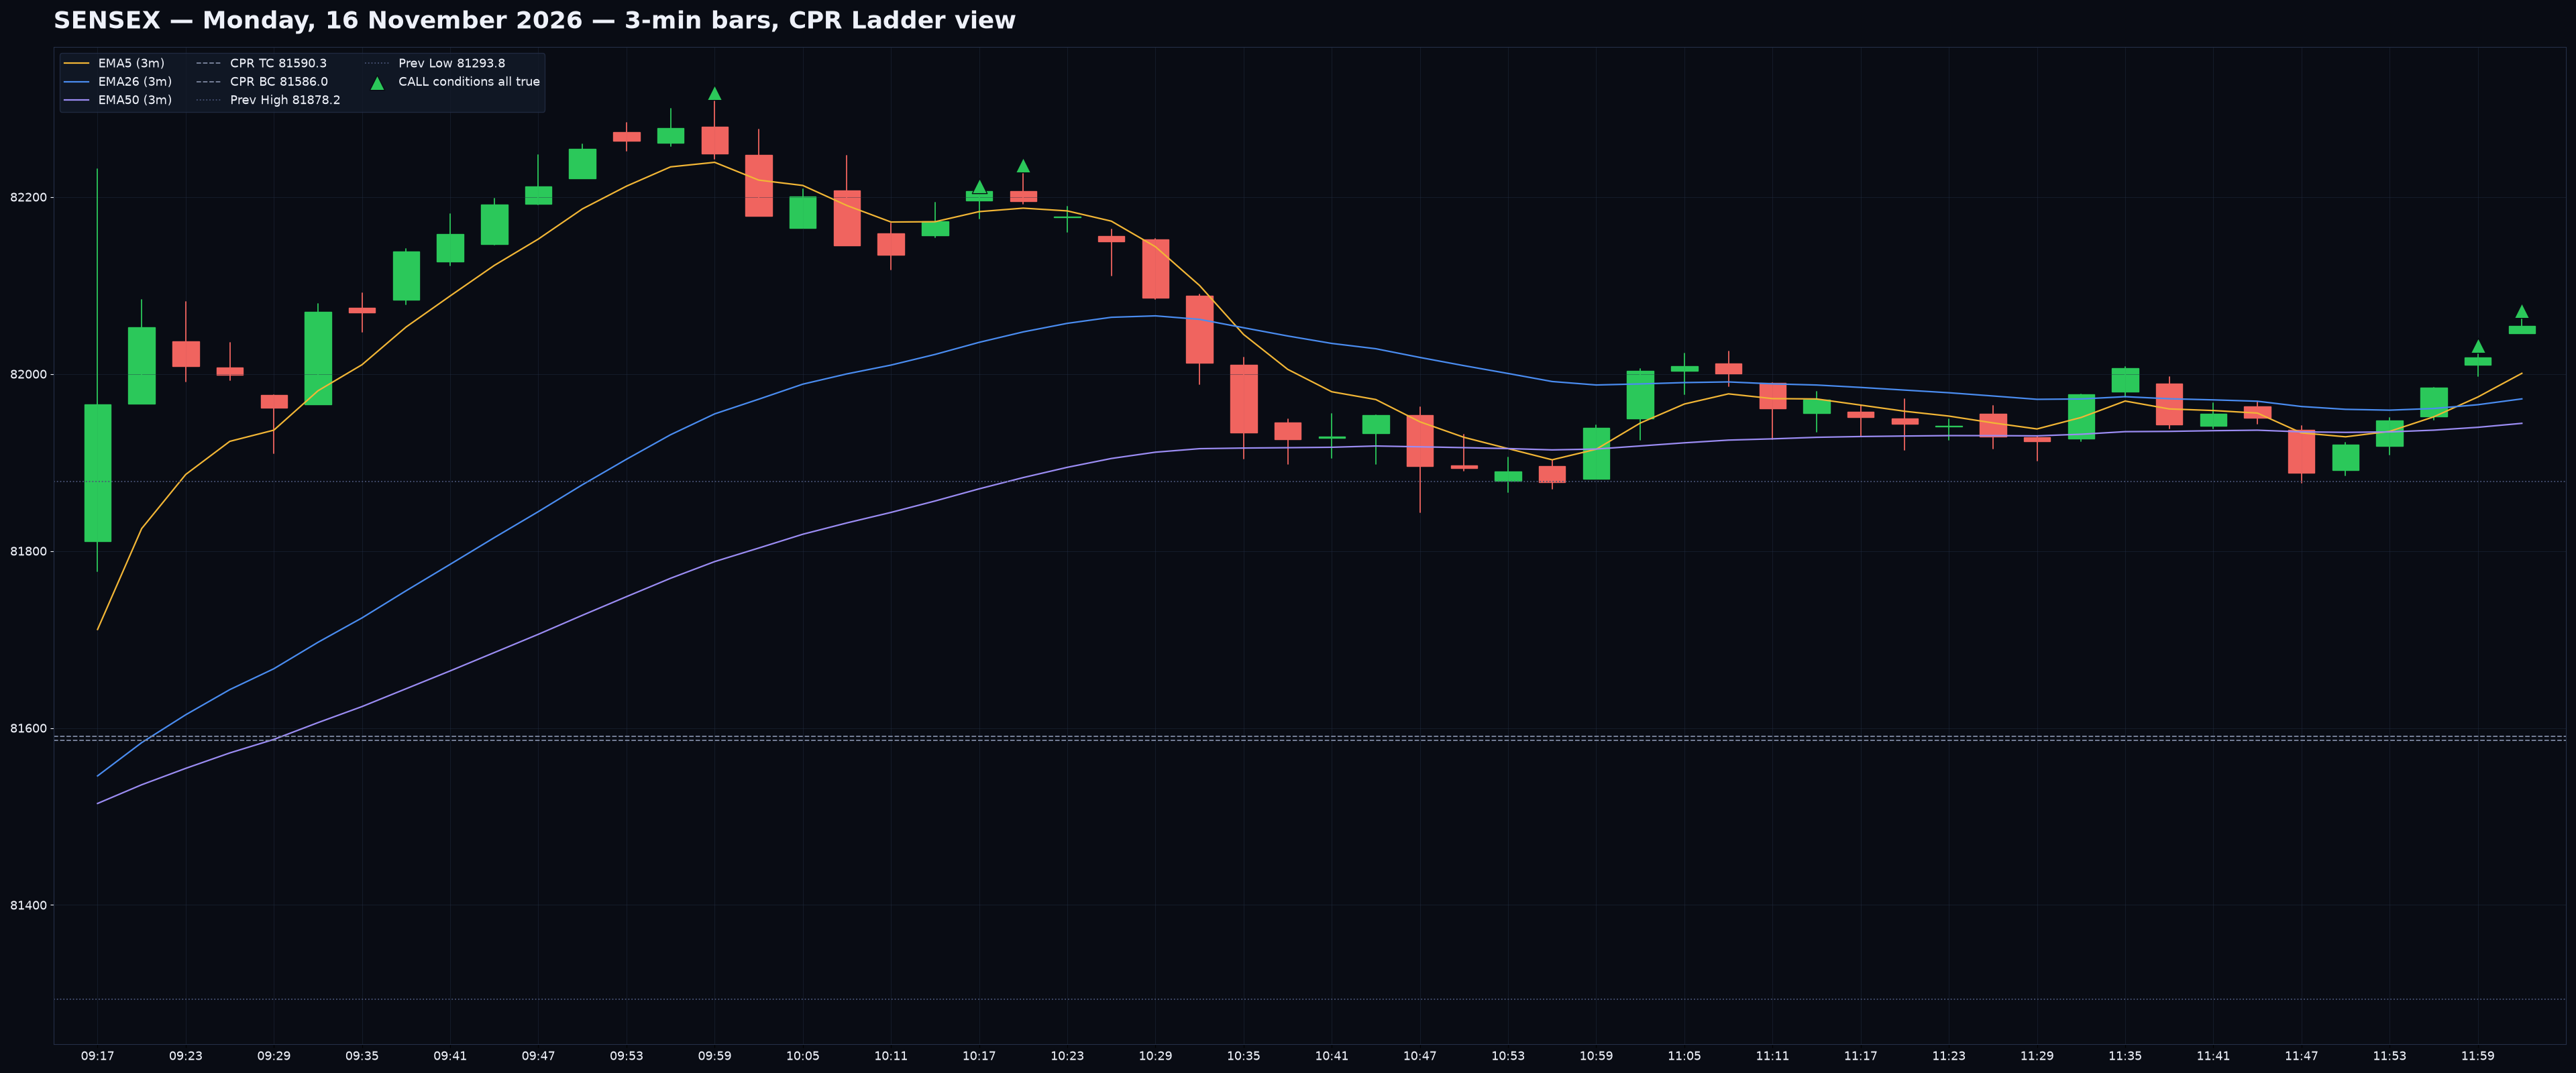 SENSEX — Monday, 16 November 2026 — 3-min bars, CPR Ladder view
EMA5 (3m)
EMA26 (3m)
EMA50 (3m)
CPR TC 81590.3
CPR BC 81586.0
Prev High 81878.2
Prev Low 81293.8
CALL conditions all true
82200
82000
81800
81600
81400
09:17 09:23 09:29 09:35 09:41 09:47 09:53 09:59 10:05 10:11 10:17 10:23 10:29 10:35 10:41 10:47 10:53 10:59 11:05 11:11 11:17 11:23 11:29 11:35 11:41 11:47 11:53 11:59